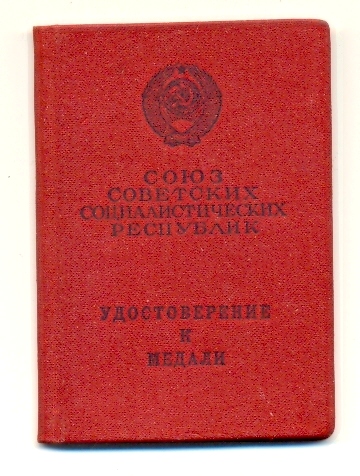 СОЮЗ
СОВЕТСКИХ
СОЦИАЛИСТИЧЕСКИХ
РЕСПУБЛИК
УДОСТОВЕРЕНИЕ
К
МЕДАЛИ